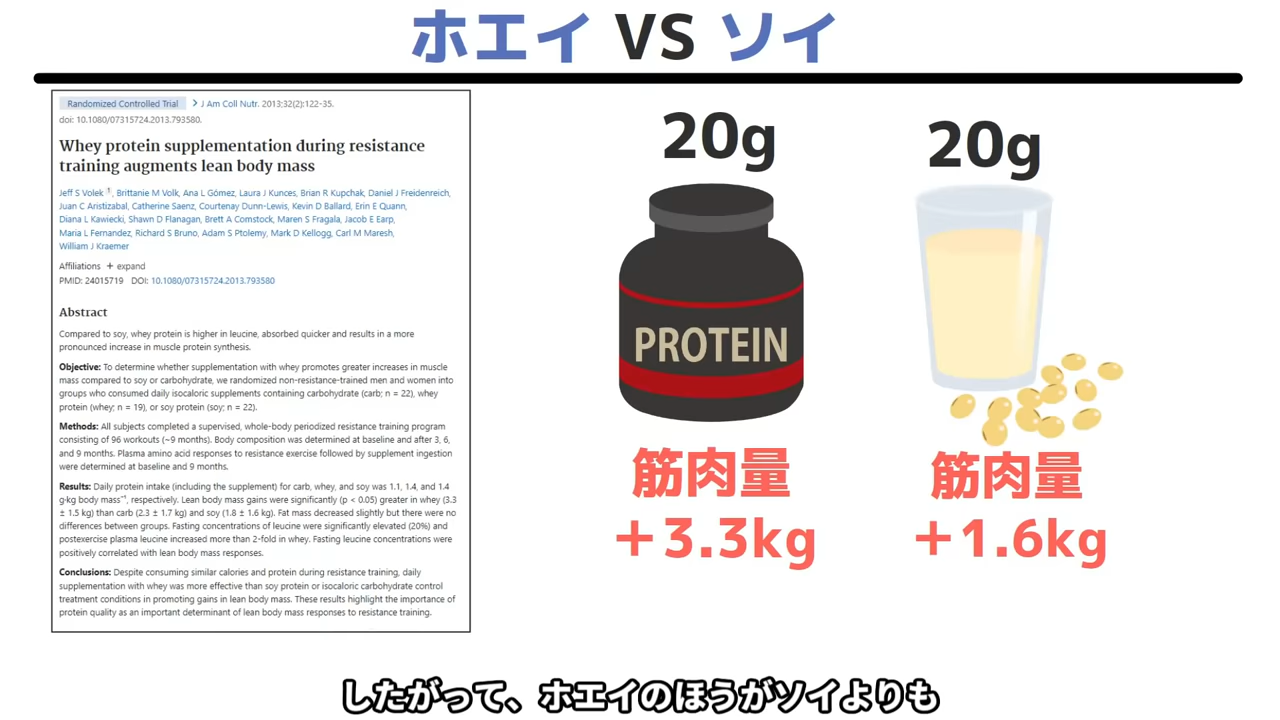 ホエイ VS ソイ
Randomized Controlled Trial > J Am Coll Nutr. 2013;32(2):122-35.
doi: 10.1080/07315724.2013.793580.
Whey protein supplementation during resistance
training augments lean body mass
Jeff S Volek 1, Brittanie M Volk, Ana L Gómez, Laura J Kunces, Brian R Kupchak, Daniel J Freidenreich,
Juan C Aristizabal, Catherine Saenz, Courtenay Dunn-Lewis, Kevin D Ballard, Erin E Quann,
Diana L Kawiecki, Shawn D Flanagan, Brett A Comstock, Maren S Fragala, Jacob E Earp,
Maria L Fernandez, Richard S Bruno, Adam S Ptolemy, Mark D Kellogg, Carl M Maresh,
William J Kraemer
Affiliations + expand
PMID: 24015719 DOI: 10.1080/07315724.2013.793580
Abstract
Compared to soy, whey protein is higher in leucine, absorbed quicker and results in a more
pronounced increase in muscle protein synthesis.
Objective: To determine whether supplementation with whey promotes greater increases in muscle
mass compared to soy or carbohydrate, we randomized non-resistance-trained men and women into
groups who consumed daily isocaloric supplements containing carbohydrate (carb; n = 22), whey
protein (whey; n = 19), or soy protein (soy; n = 22).
Methods: All subjects completed a supervised, whole-body periodized resistance training program
consisting of 96 workouts (~9 months). Body composition was determined at baseline and after 3, 6,
and 9 months. Plasma amino acid responses to resistance exercise followed by supplement ingestion
were determined at baseline and 9 months.
Results: Daily protein intake (including the supplement) for carb, whey, and soy was 1.1, 1.4, and 1.4
g·kg body mass⁻¹, respectively. Lean body mass gains were significantly (p < 0.05) greater in whey (3.3
± 1.5 kg) than carb (2.3 ± 1.7 kg) and soy (1.8 ± 1.6 kg). Fat mass decreased slightly but there were no
differences between groups. Fasting concentrations of leucine were significantly elevated (20%) and
postexercise plasma leucine increased more than 2-fold in whey. Fasting leucine concentrations were
positively correlated with lean body mass responses.
Conclusions: Despite consuming similar calories and protein during resistance training, daily
supplementation with whey was more effective than soy protein or isocaloric carbohydrate control
treatment conditions in promoting gains in lean body mass. These results highlight the importance of
protein quality as an important determinant of lean body mass responses to resistance training.
20g
PROTEIN
筋肉量
＋3.3kg
20g
筋肉量
＋1.6kg
したがって、ホエイのほうがソイよりも